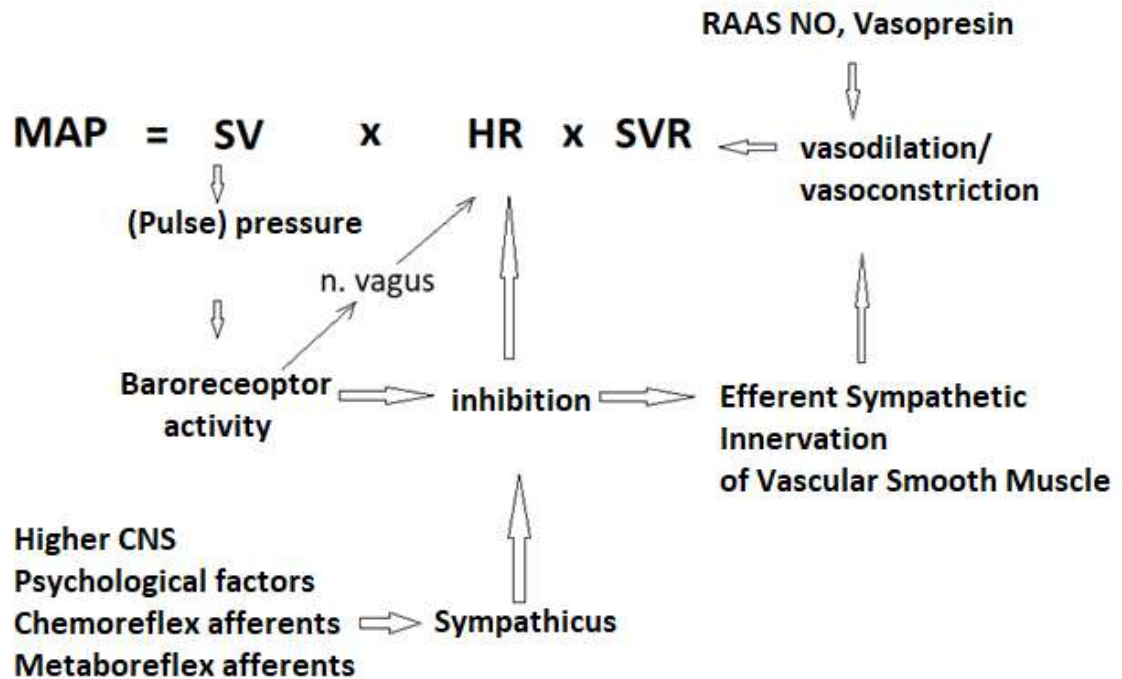 RAAS NO, Vasopresin
MAP = SV x HR x SVR
vasodilation/
vasoconstriction
(Pulse) pressure
n. vagus
Baroreceoptor
activity
inhibition
Efferent Sympathetic
Innervation
of Vascular Smooth Muscle
Higher CNS
Psychological factors
Chemoreflex afferents
Metaboreflex afferents
Sympathicus